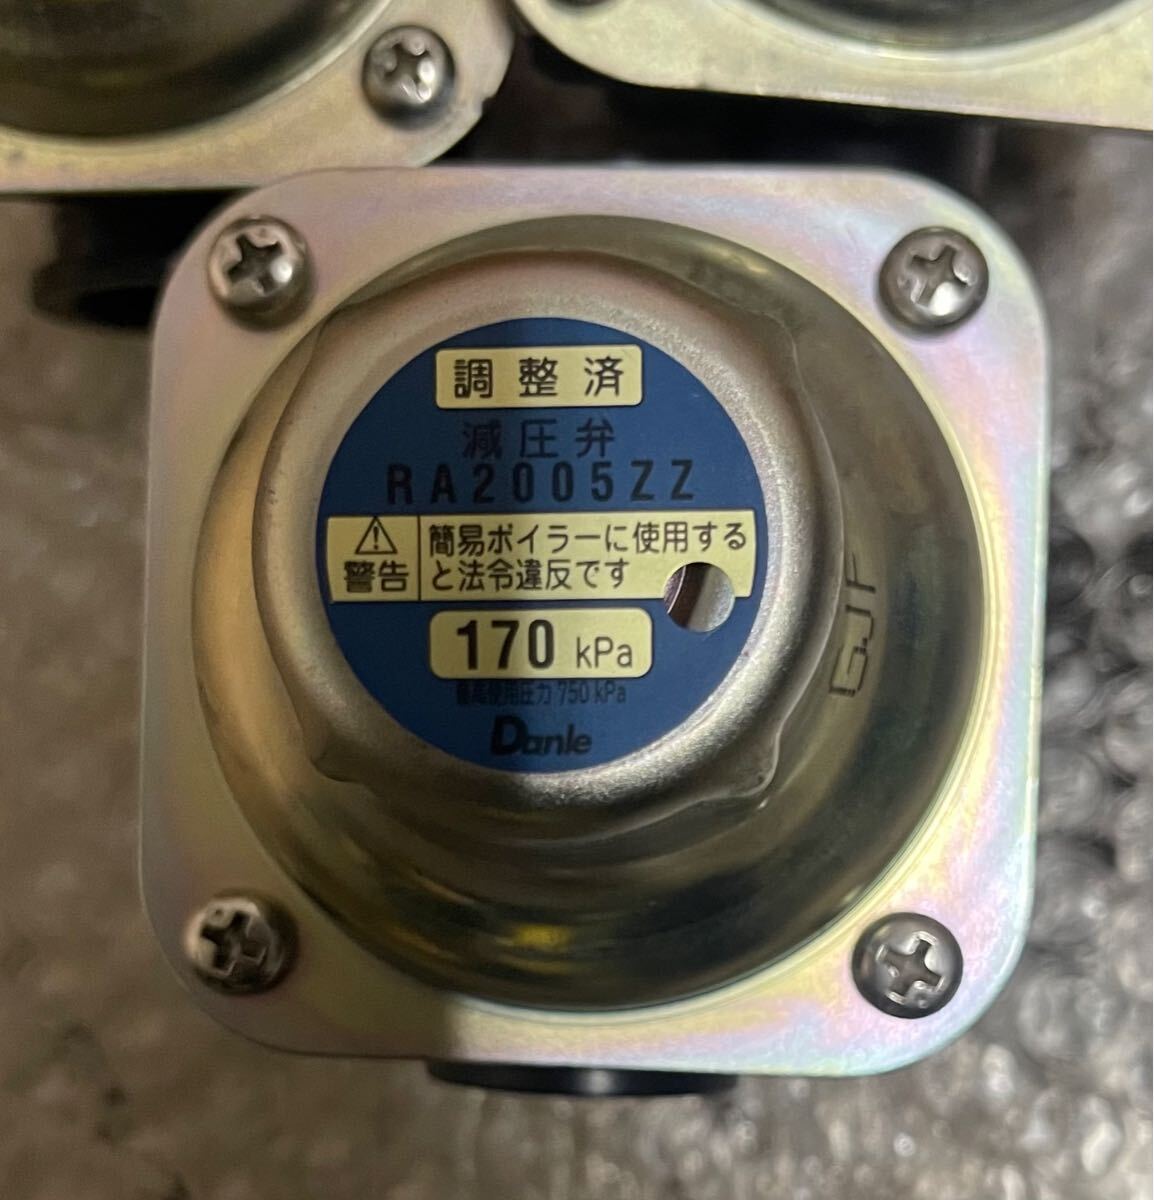 調整済
減圧弁
RA2005ZZ
⚠警告
簡易ボイラーに使用する
と法令違反です
170 kPa
最高使用圧力 750 kPa
Danle
GJF